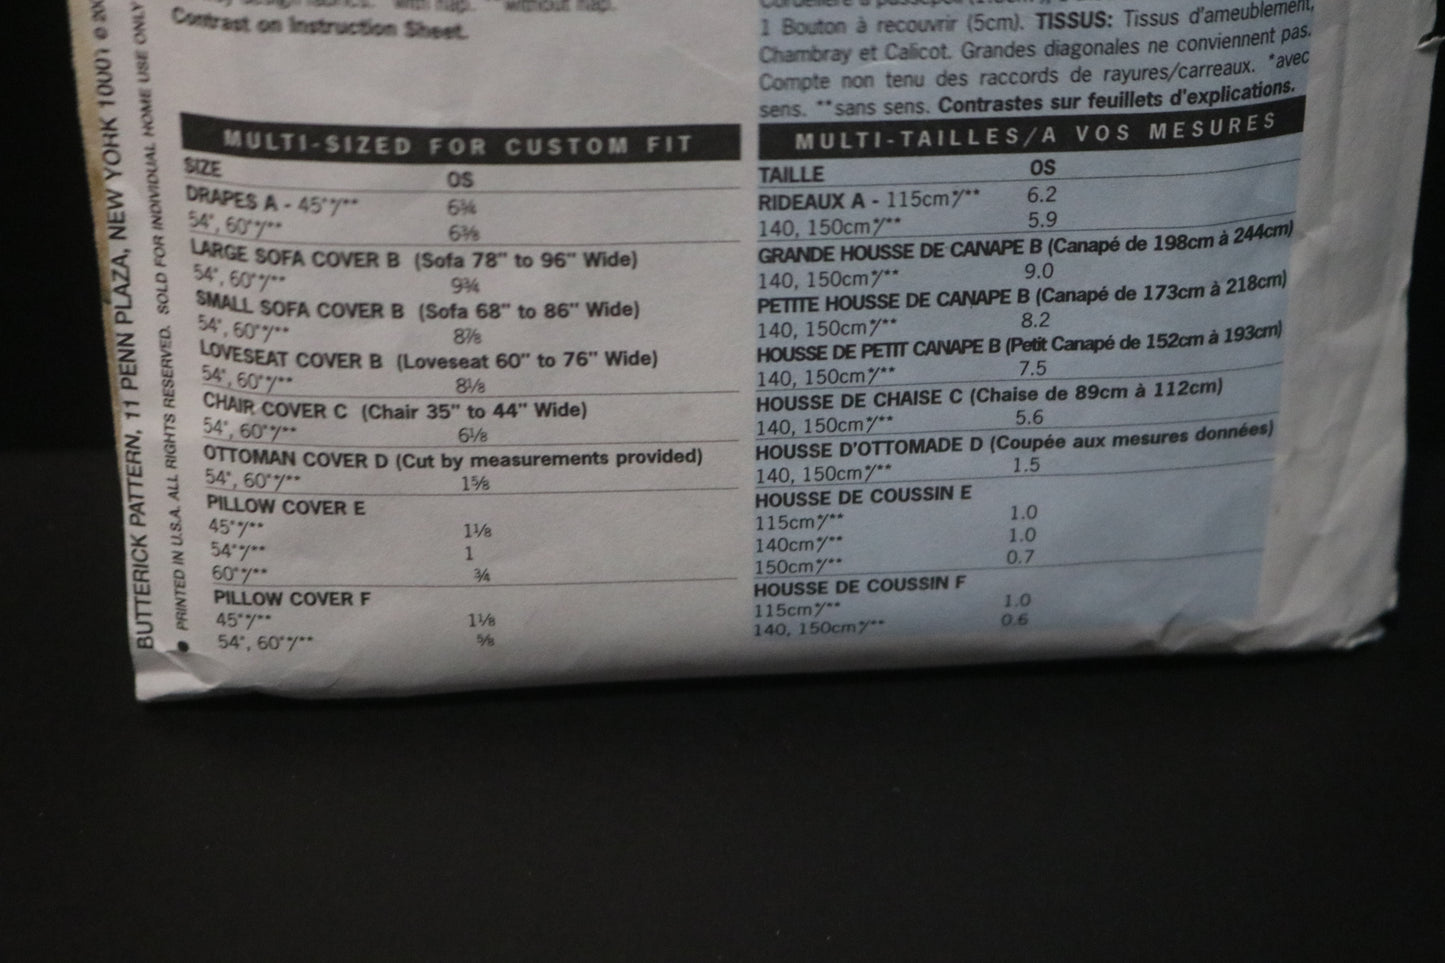 with nap. **without nap.
Contrast on Instruction Sheet.
MULTI-SIZED FOR CUSTOM FIT
SIZE OS
DRAPES A - 45"*/** 6¾
54", 60"*/** 6⅜
LARGE SOFA COVER B (Sofa 78" to 96" Wide)
54", 60"*/** 9¾
SMALL SOFA COVER B (Sofa 68" to 86" Wide)
54", 60"*/** 8⅞
LOVESEAT COVER B (Loveseat 60" to 76" Wide)
54", 60"*/** 8⅛
CHAIR COVER C (Chair 35" to 44" Wide)
54", 60"*/** 6⅛
OTTOMAN COVER D (Cut by measurements provided)
54", 60"*/** 1⅝
PILLOW COVER E
45"*/** 1⅛
54"*/** 1
60"*/** ¾
PILLOW COVER F
45"*/** 1⅛
54", 60"*/** ⅝
1 Bouton à recouvrir (5cm). TISSUS: Tissus d'ameublement,
Chambray et Calicot. Grandes diagonales ne conviennent pas.
Compte non tenu des raccords de rayures/carreaux. *avec
sens. **sans sens. Contrastes sur feuillets d'explications.
MULTI-TAILLES/A VOS MESURES
TAILLE OS
RIDEAUX A - 115cm*/** 6.2
140, 150cm*/** 5.9
GRANDE HOUSSE DE CANAPE B (Canapé de 198cm à 244cm)
140, 150cm*/** 9.0
PETITE HOUSSE DE CANAPE B (Canapé de 173cm à 218cm)
140, 150cm*/** 8.2
HOUSSE DE PETIT CANAPE B (Petit Canapé de 152cm à 193cm)
140, 150cm*/** 7.5
HOUSSE DE CHAISE C (Chaise de 89cm à 112cm)
140, 150cm*/** 5.6
HOUSSE D'OTTOMADE D (Coupée aux mesures données)
140, 150cm*/** 1.5
HOUSSE DE COUSSIN E
115cm*/** 1.0
140cm*/** 1.0
150cm*/** 0.7
HOUSSE DE COUSSIN F
115cm*/** 1.0
140, 150cm*/** 0.6
BUTTERICK PATTERN, 11 PENN PLAZA, NEW YORK 10001 ©
● PRINTED IN U.S.A. ALL RIGHTS RESERVED. SOLD FOR INDIVIDUAL HOME USE ONLY